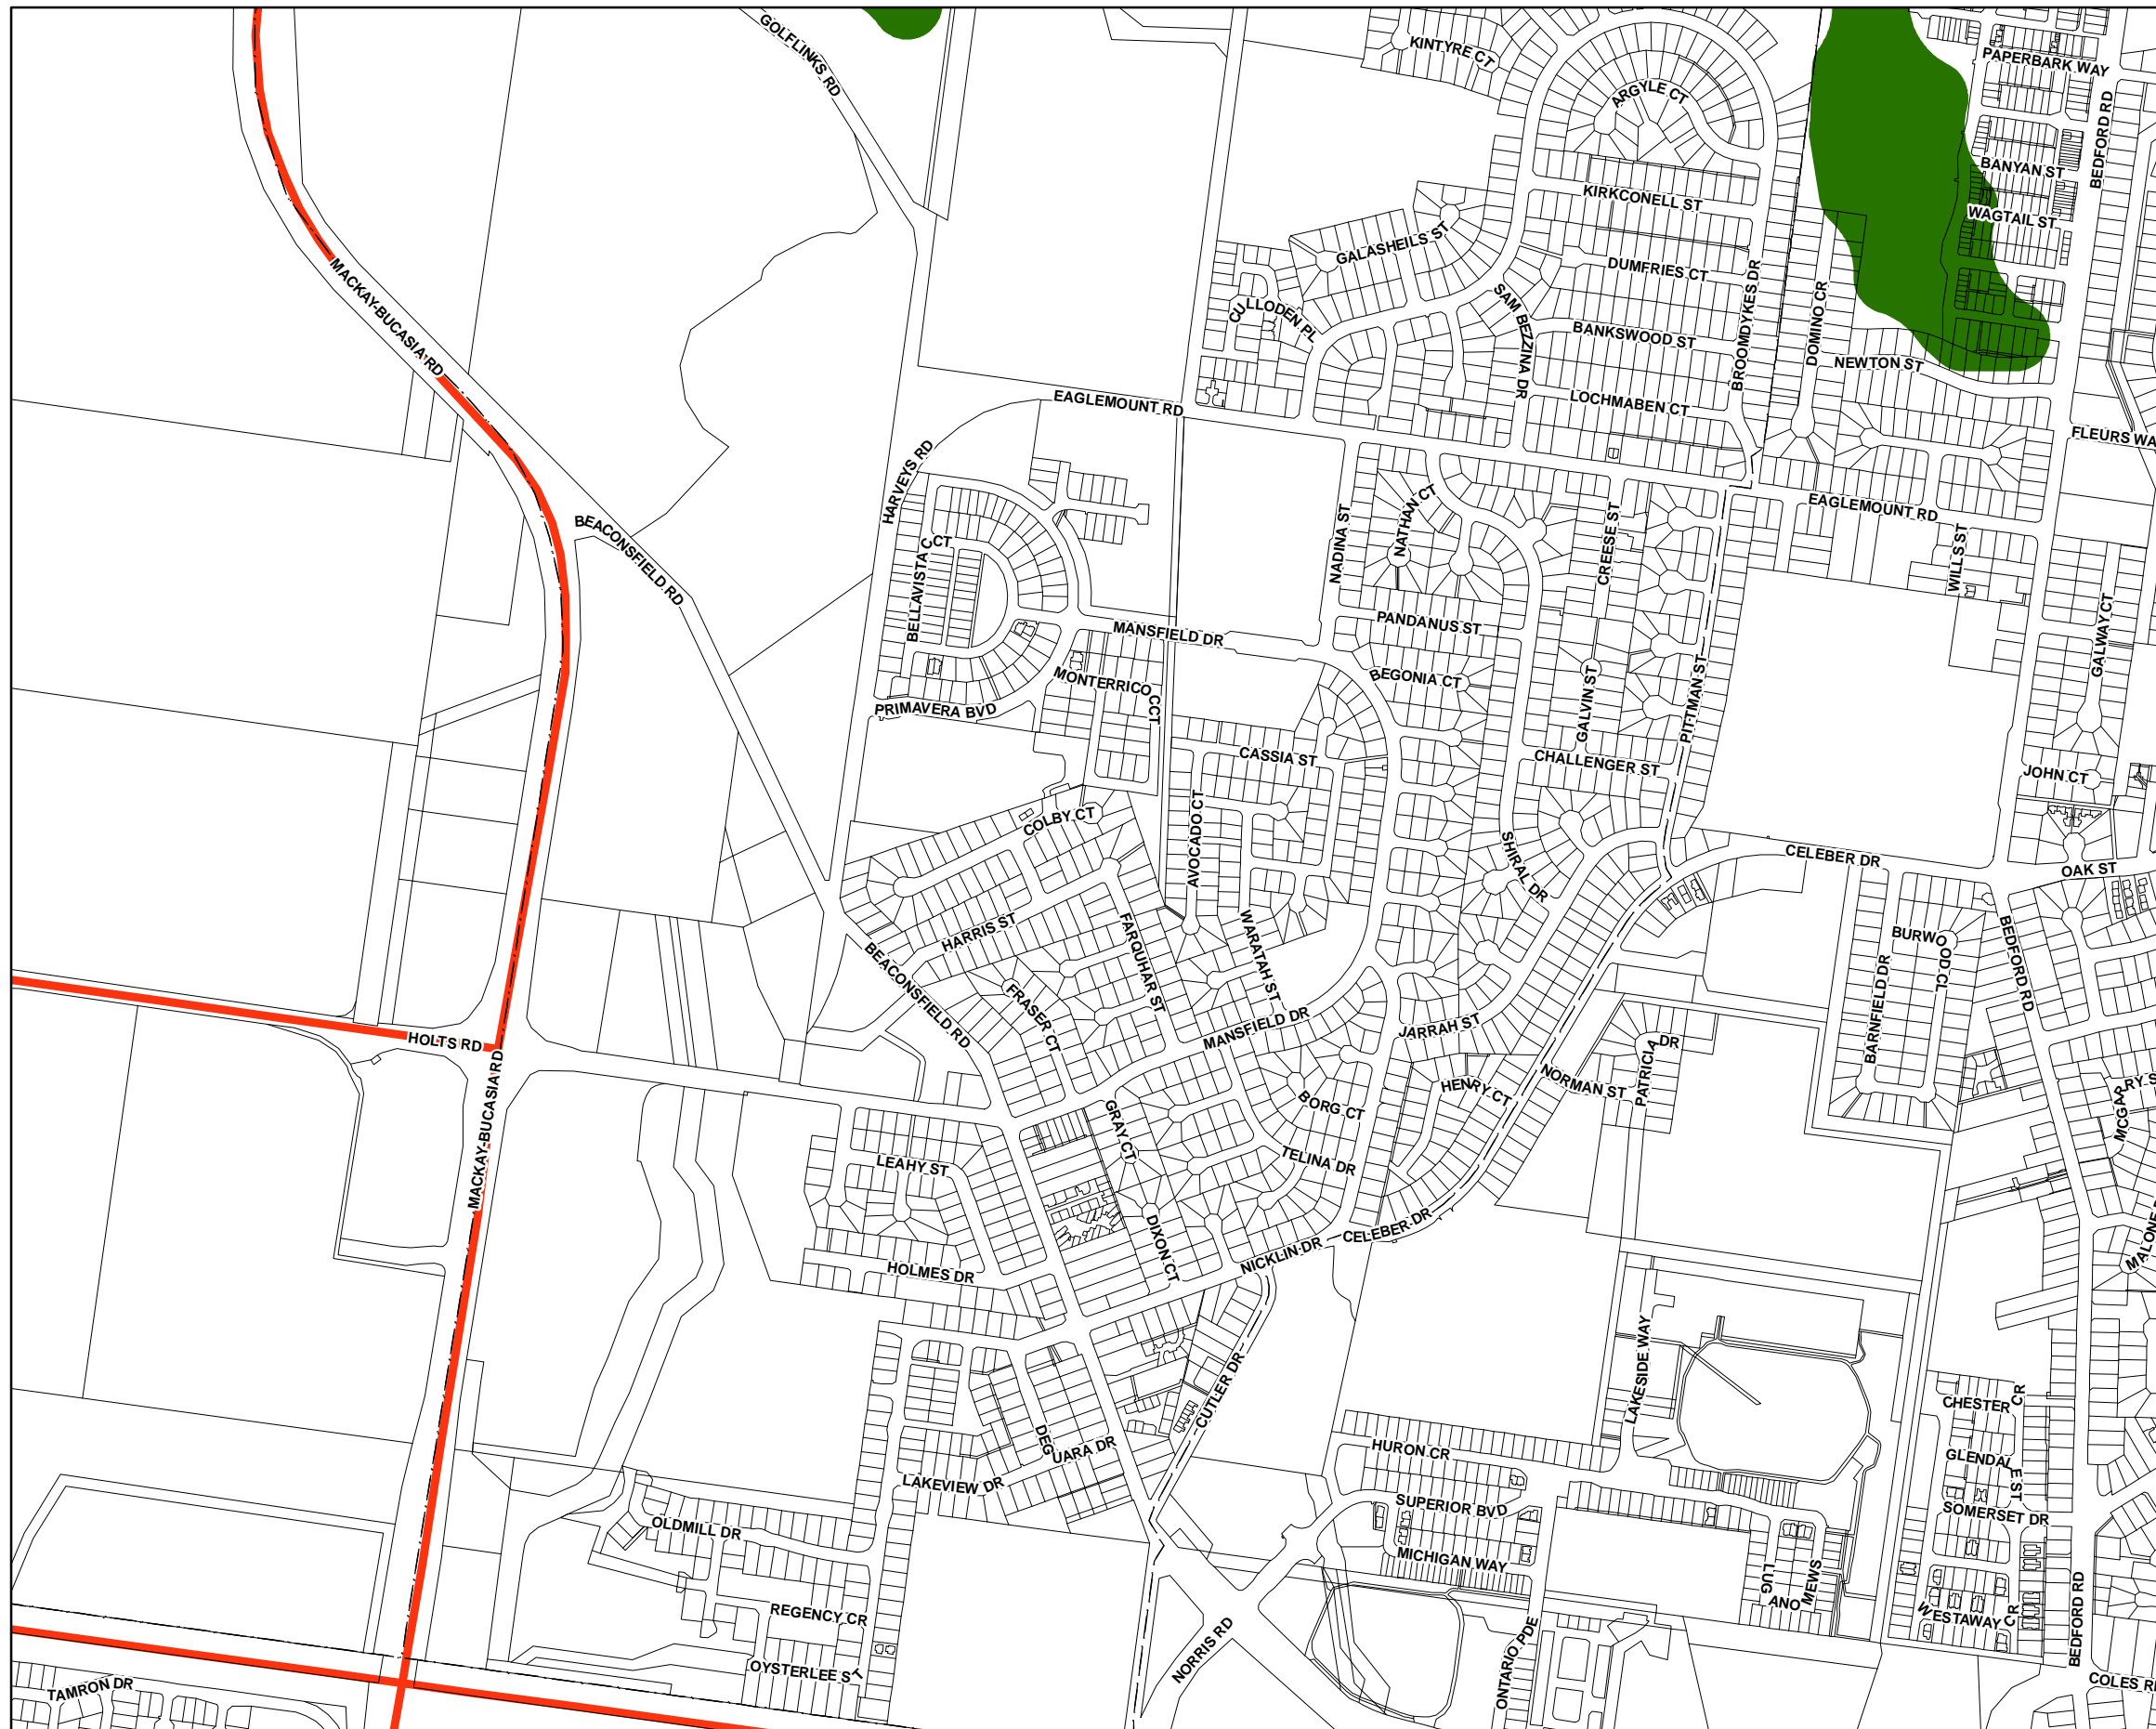 GOLFLINKS RD
KINTYRE CT
PAPERBARK WAY
ARGYLE CT
BEDFORD RD
BANYAN ST
KIRKCONELL ST
WAGTAIL ST
GALASHEILS ST
DUMFRIES CT
MACKAY-BUCASIA RD
CULLODEN PL
SAM BEZZINA DR
BROOMDYKES DR
DOMINO CR
BANKSWOOD ST
NEWTON ST
EAGLEMOUNT RD
LOCHMABEN CT
FLEURS WA
HARVEYS RD
NATHAN CT
EAGLEMOUNT RD
BEACONSFIELD RD
NADINA ST
CREESE ST
WILLS ST
BELLAVISTA CCT
PANDANUS ST
MANSFIELD DR
GALWAY CT
BEGONIA CT
MONTERRICO CCT
GALVIN ST
PITTMAN ST
PRIMAVERA BVD
CASSIA ST
CHALLENGER ST
JOHN CT
COLBY CT
AVOCADO CT
SHIRAL DR
CELEBER DR
OAK ST
HARRIS ST
FARQUHAR ST
WARATAH ST
BURWOOD CL
BEDFORD RD
BEACONSFIELD RD
FRASER CT
BARNFIELD DR
MANSFIELD DR
JARRAH ST
HOLTS RD
PATRICIA DR
MACKAY-BUCASIA RD
HENRY CT
NORMAN ST
MCGARRY S
BORG CT
GRAY CT
LEAHY ST
TELINA DR
CELEBER DR
DIXON CT
NICKLIN DR
MALONE
HOLMES DR
LAKESIDE WAY
CUTLER DR
CHESTER CR
DEGUARA DR
HURON CR
GLENDALE ST
LAKEVIEW DR
SUPERIOR BVD
SOMERSET DR
OLDMILL DR
MICHIGAN WAY
LUGANO MEWS
REGENCY CR
WESTAWAY CR
BEDFORD RD
NORRIS RD
ONTARIO PDE
OYSTERLEE ST
TAMRON DR
COLES R